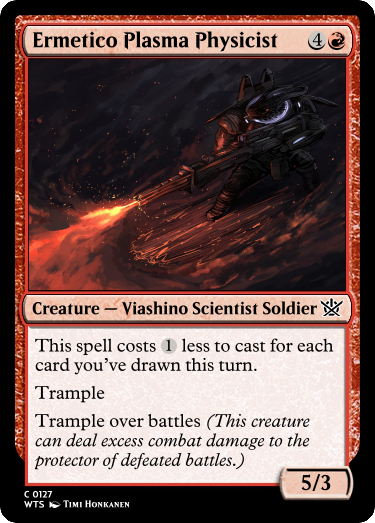 Ermetico Plasma Physicist 4
Creature — Viashino Scientist Soldier
This spell costs 1 less to cast for each
card you've drawn this turn.
Trample
Trample over battles (This creature
can deal excess combat damage to the
protector of defeated battles.)
5/3
C 0127
WTS Timi Honkanen